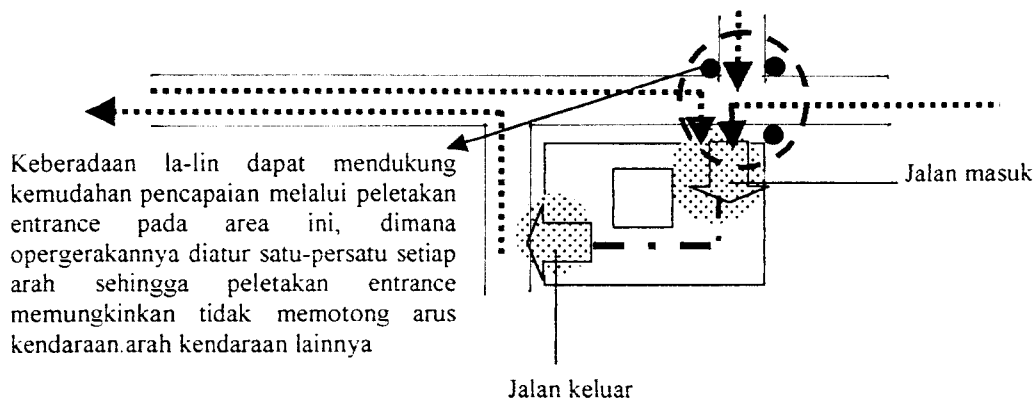 Keberadaan la-lin dapat mendukung
kemudahan pencapaian melalui peletakan
entrance pada area ini, dimana
opergerakannya diatur satu-persatu setiap
arah sehingga peletakan entrance
memungkinkan tidak memotong arus
kendaraan.arah kendaraan lainnya
Jalan masuk
Jalan keluar